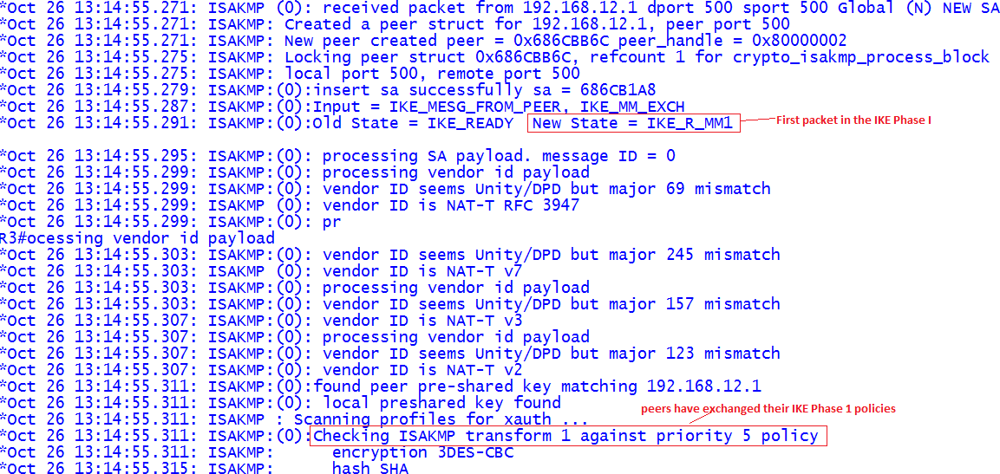 *Oct 26 13:14:55.271: ISAKMP (0): received packet from 192.168.12.1 dport 500 sport 500 Global (N) NEW SA
*Oct 26 13:14:55.271: ISAKMP: Created a peer struct for 192.168.12.1, peer port 500
*Oct 26 13:14:55.271: ISAKMP: New peer created peer = 0x686CBB6C peer_handle = 0x80000002
*Oct 26 13:14:55.275: ISAKMP: Locking peer struct 0x686CBB6C, refcount 1 for crypto_isakmp_process_block
*Oct 26 13:14:55.275: ISAKMP: local port 500, remote port 500
*Oct 26 13:14:55.279: ISAKMP:(0):insert sa successfully sa = 686CB1A8
*Oct 26 13:14:55.287: ISAKMP:(0):Input = IKE_MESG_FROM_PEER, IKE_MM_EXCH
*Oct 26 13:14:55.291: ISAKMP:(0):Old State = IKE_READY  New State = IKE_R_MM1
First packet in the IKE Phase I
*Oct 26 13:14:55.295: ISAKMP:(0): processing SA payload. message ID = 0
*Oct 26 13:14:55.299: ISAKMP:(0): processing vendor id payload
*Oct 26 13:14:55.299: ISAKMP:(0): vendor ID seems Unity/DPD but major 69 mismatch
*Oct 26 13:14:55.299: ISAKMP (0): vendor ID is NAT-T RFC 3947
*Oct 26 13:14:55.299: ISAKMP:(0): pr
R3#ocessing vendor id payload
*Oct 26 13:14:55.303: ISAKMP:(0): vendor ID seems Unity/DPD but major 245 mismatch
*Oct 26 13:14:55.303: ISAKMP (0): vendor ID is NAT-T v7
*Oct 26 13:14:55.303: ISAKMP:(0): processing vendor id payload
*Oct 26 13:14:55.303: ISAKMP:(0): vendor ID seems Unity/DPD but major 157 mismatch
*Oct 26 13:14:55.307: ISAKMP:(0): vendor ID is NAT-T v3
*Oct 26 13:14:55.307: ISAKMP:(0): processing vendor id payload
*Oct 26 13:14:55.307: ISAKMP:(0): vendor ID seems Unity/DPD but major 123 mismatch
*Oct 26 13:14:55.307: ISAKMP:(0): vendor ID is NAT-T v2
*Oct 26 13:14:55.311: ISAKMP:(0):found peer pre-shared key matching 192.168.12.1
*Oct 26 13:14:55.311: ISAKMP:(0): local preshared key found
peers have exchanged their IKE Phase 1 policies
*Oct 26 13:14:55.311: ISAKMP : Scanning profiles for xauth ...
*Oct 26 13:14:55.311: ISAKMP:(0):Checking ISAKMP transform 1 against priority 5 policy
*Oct 26 13:14:55.311: ISAKMP:      encryption 3DES-CBC
*Oct 26 13:14:55.315: ISAKMP:      hash SHA